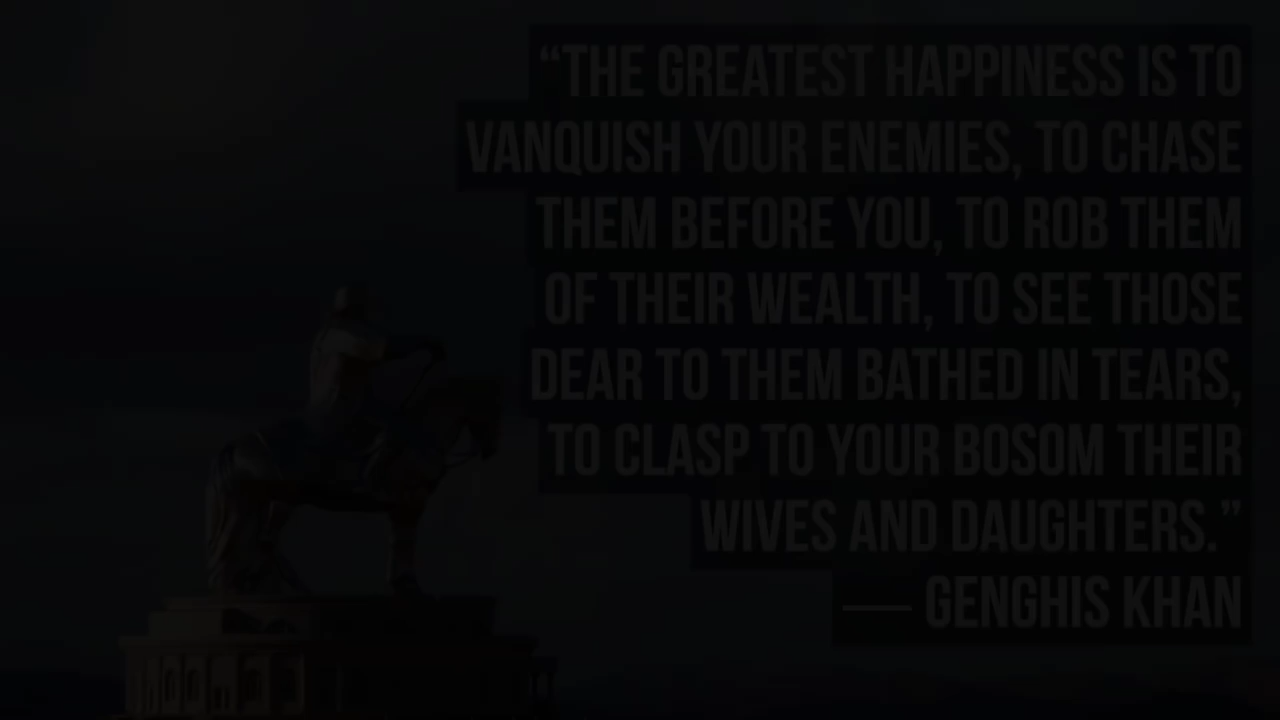 “THE GREATEST HAPPINESS IS TO
VANQUISH YOUR ENEMIES, TO CHASE
THEM BEFORE YOU, TO ROB THEM
OF THEIR WEALTH, TO SEE THOSE
DEAR TO THEM BATHED IN TEARS,
TO CLASP TO YOUR BOSOM THEIR
WIVES AND DAUGHTERS.”
— GENGHIS KHAN